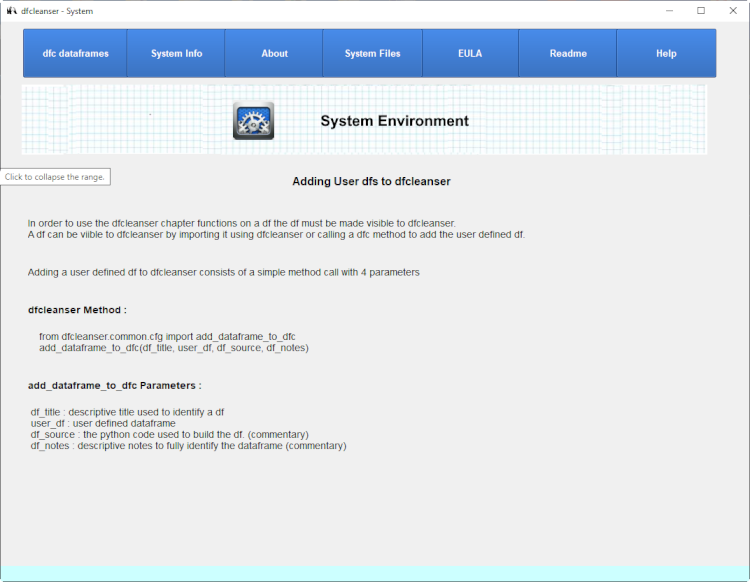 dfcleanser - System
dfc dataframes
System Info
About
System Files
EULA
Readme
Help
System Environment
Click to collapse the range.
Adding User dfs to dfcleanser
In order to use the dfcleanser chapter functions on a df the df must be made visible to dfcleanser.
A df can be viible to dfcleanser by importing it using dfcleanser or calling a dfc method to add the user defined df.
Adding a user defined df to dfcleanser consists of a simple method call with 4 parameters
dfcleanser Method :
from dfcleanser.common.cfg import add_dataframe_to_dfc
add_dataframe_to_dfc(df_title, user_df, df_source, df_notes)
add_dataframe_to_dfc Parameters :
df_title : descriptive title used to identify a df
user_df : user defined dataframe
df_source : the python code used to build the df. (commentary)
df_notes : descriptive notes to fully identify the dataframe (commentary)